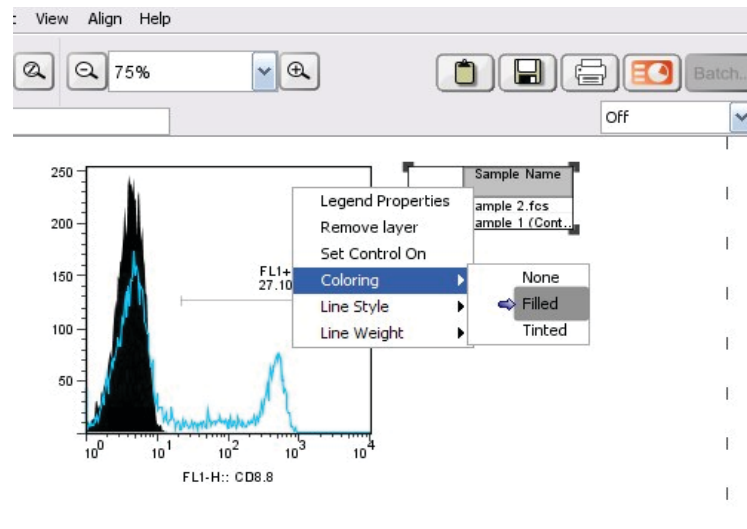 : View Align Help
75%
Batch...
Off
250
200
150
100
50
10^0 10^1 10^2 10^3 10^4
FL1-H:: CD8.8
FL1+
27.10
Sample Name
ample 2.fcs
ample 1 (Cont...
Legend Properties
Remove layer
Set Control On
Coloring
Line Style
Line Weight
None
Filled
Tinted